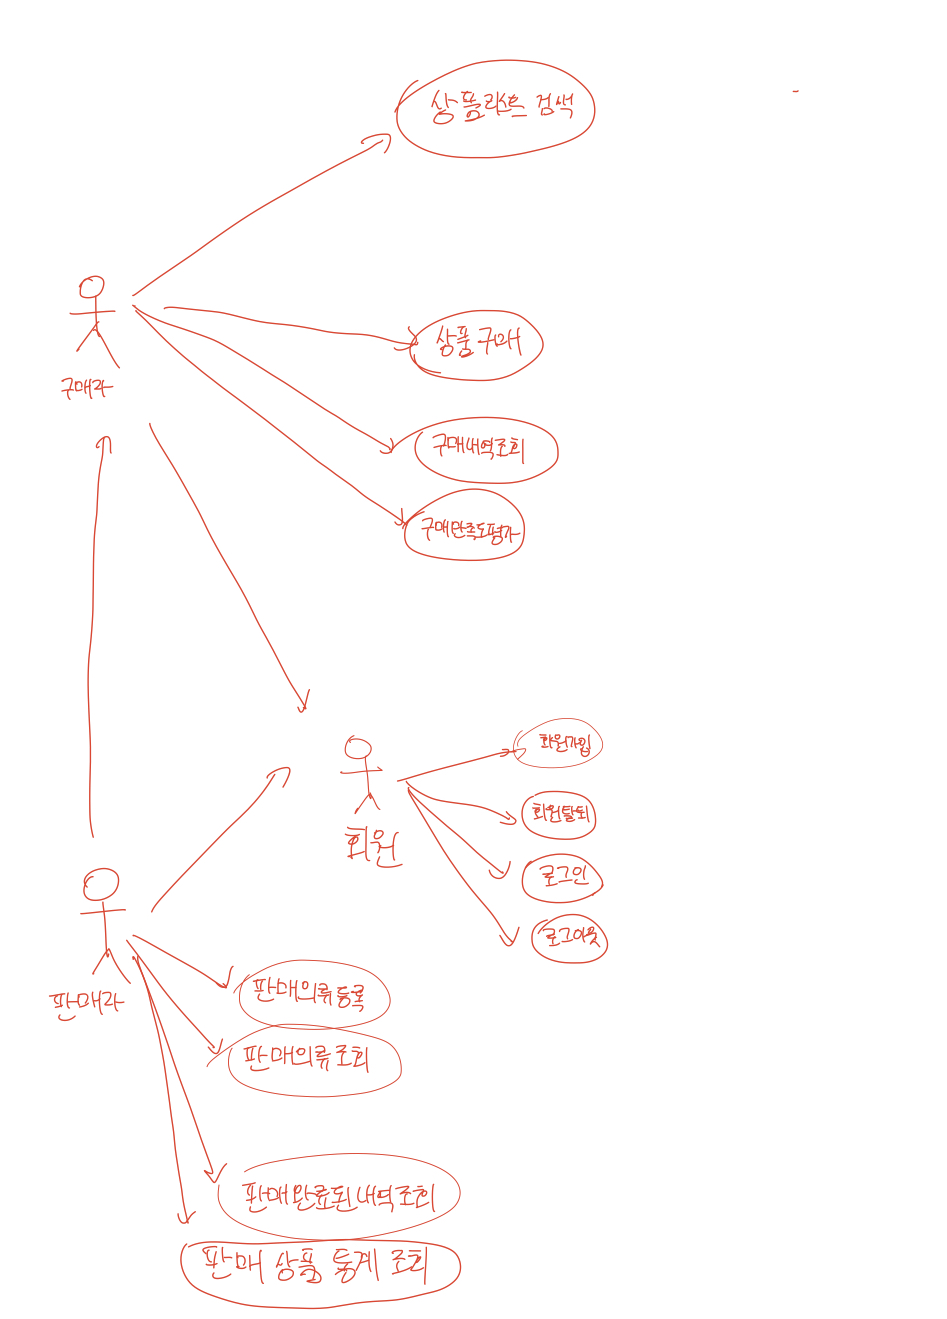 상품리스트 검색
상품 구매
구매자
구매내역조회
구매만족도평가
회원가입
회원탈퇴
회원
로그인
로그아웃
판매의류등록
판매자
판매의류조회
판매완료된내역조회
판매 상품 통계 조회